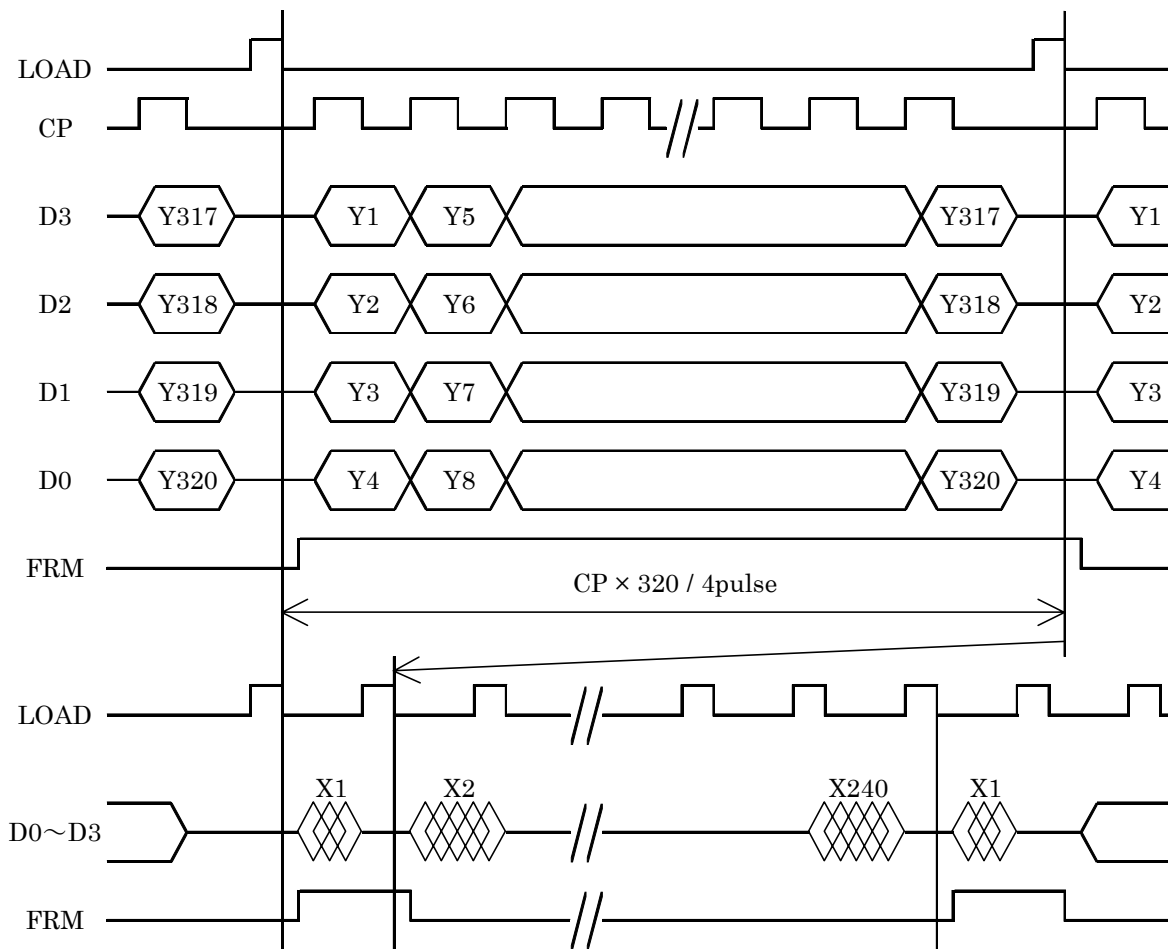 LOAD
CP
D3 Y317 Y1 Y5 Y317 Y1
D2 Y318 Y2 Y6 Y318 Y2
D1 Y319 Y3 Y7 Y319 Y3
D0 Y320 Y4 Y8 Y320 Y4
FRM
CP × 320 / 4pulse
LOAD
X1 X2 X240 X1
D0～D3
FRM